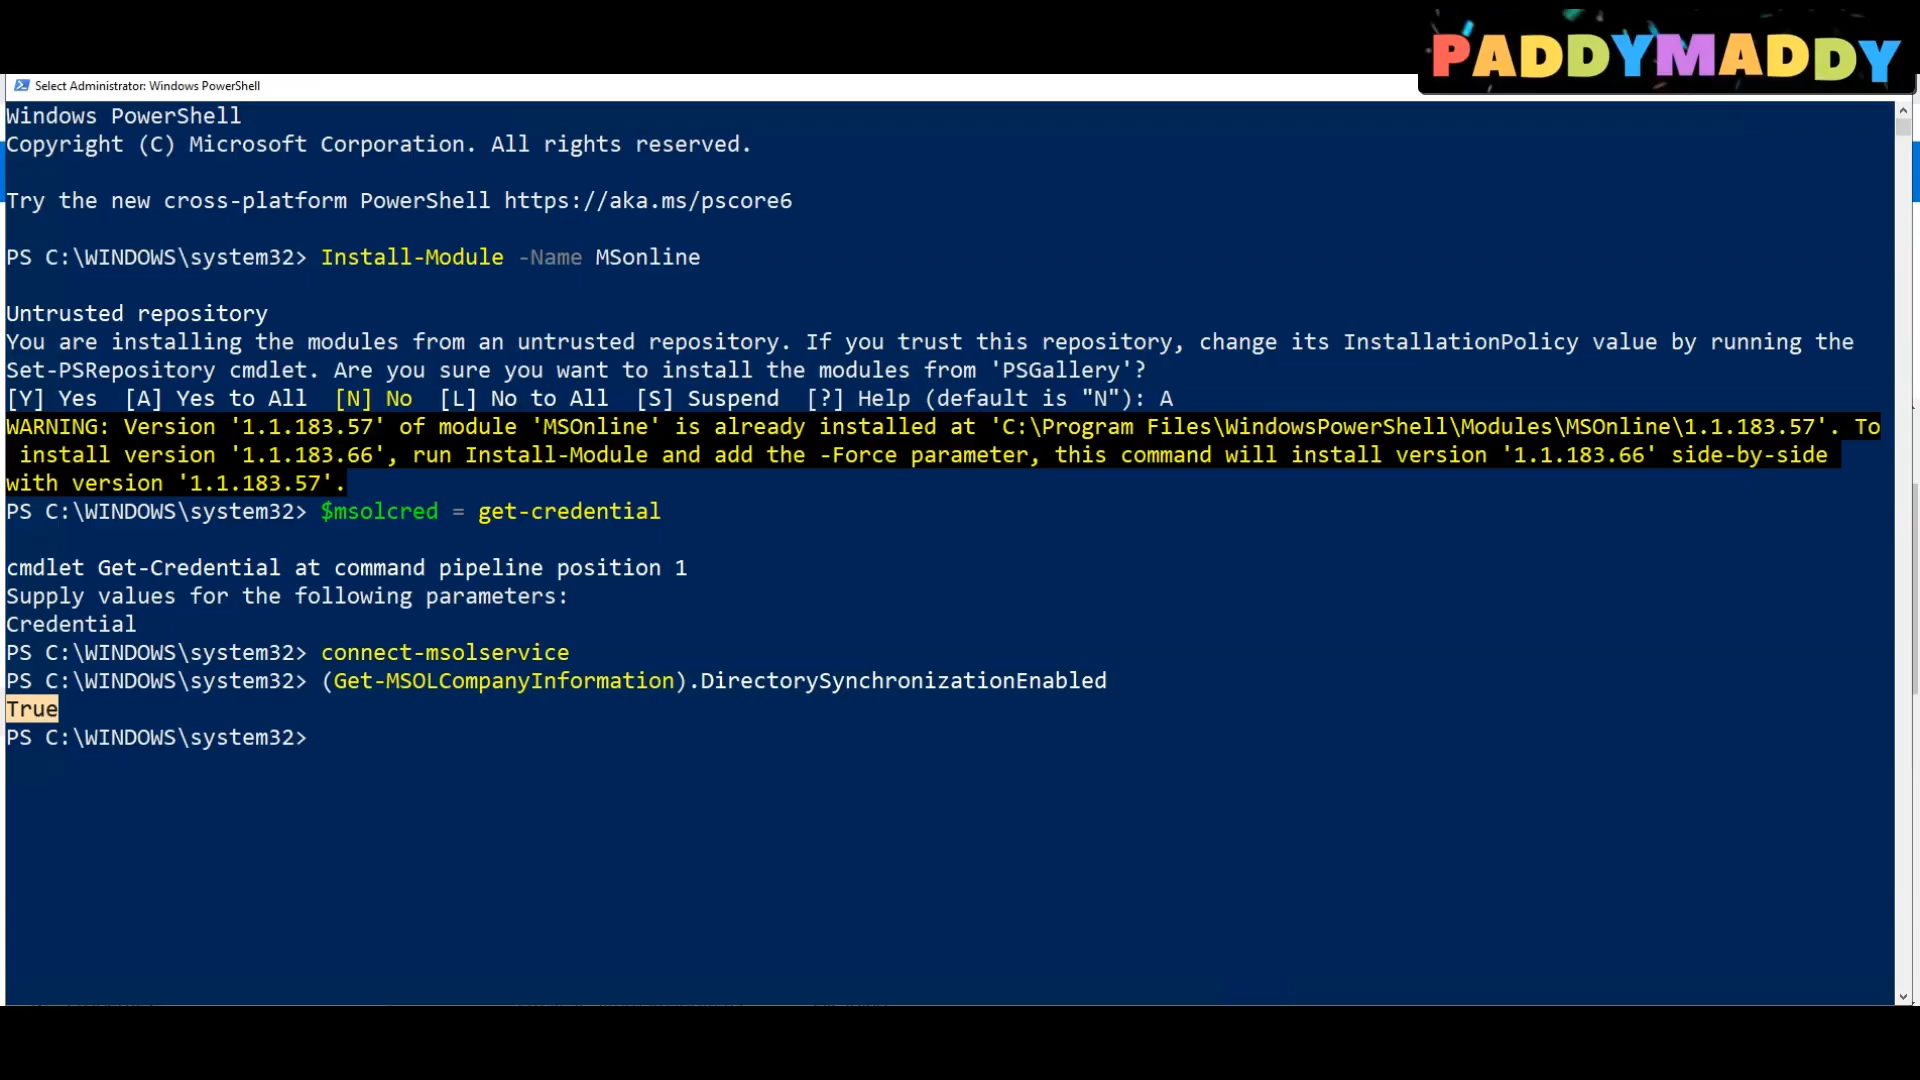 PADDYMADDY
Select Administrator: Windows PowerShell
Windows PowerShell
Copyright (C) Microsoft Corporation. All rights reserved.
Try the new cross-platform PowerShell https://aka.ms/pscore6
PS C:\WINDOWS\system32> Install-Module -Name MSonline
Untrusted repository
You are installing the modules from an untrusted repository. If you trust this repository, change its InstallationPolicy value by running the
Set-PSRepository cmdlet. Are you sure you want to install the modules from 'PSGallery'?
[Y] Yes  [A] Yes to All  [N] No  [L] No to All  [S] Suspend  [?] Help (default is "N"): A
WARNING: Version '1.1.183.57' of module 'MSOnline' is already installed at 'C:\Program Files\WindowsPowerShell\Modules\MSOnline\1.1.183.57'. To
install version '1.1.183.66', run Install-Module and add the -Force parameter, this command will install version '1.1.183.66' side-by-side
with version '1.1.183.57'.
PS C:\WINDOWS\system32> $msolcred = get-credential
cmdlet Get-Credential at command pipeline position 1
Supply values for the following parameters:
Credential
PS C:\WINDOWS\system32> connect-msolservice
PS C:\WINDOWS\system32> (Get-MSOLCompanyInformation).DirectorySynchronizationEnabled
True
PS C:\WINDOWS\system32>